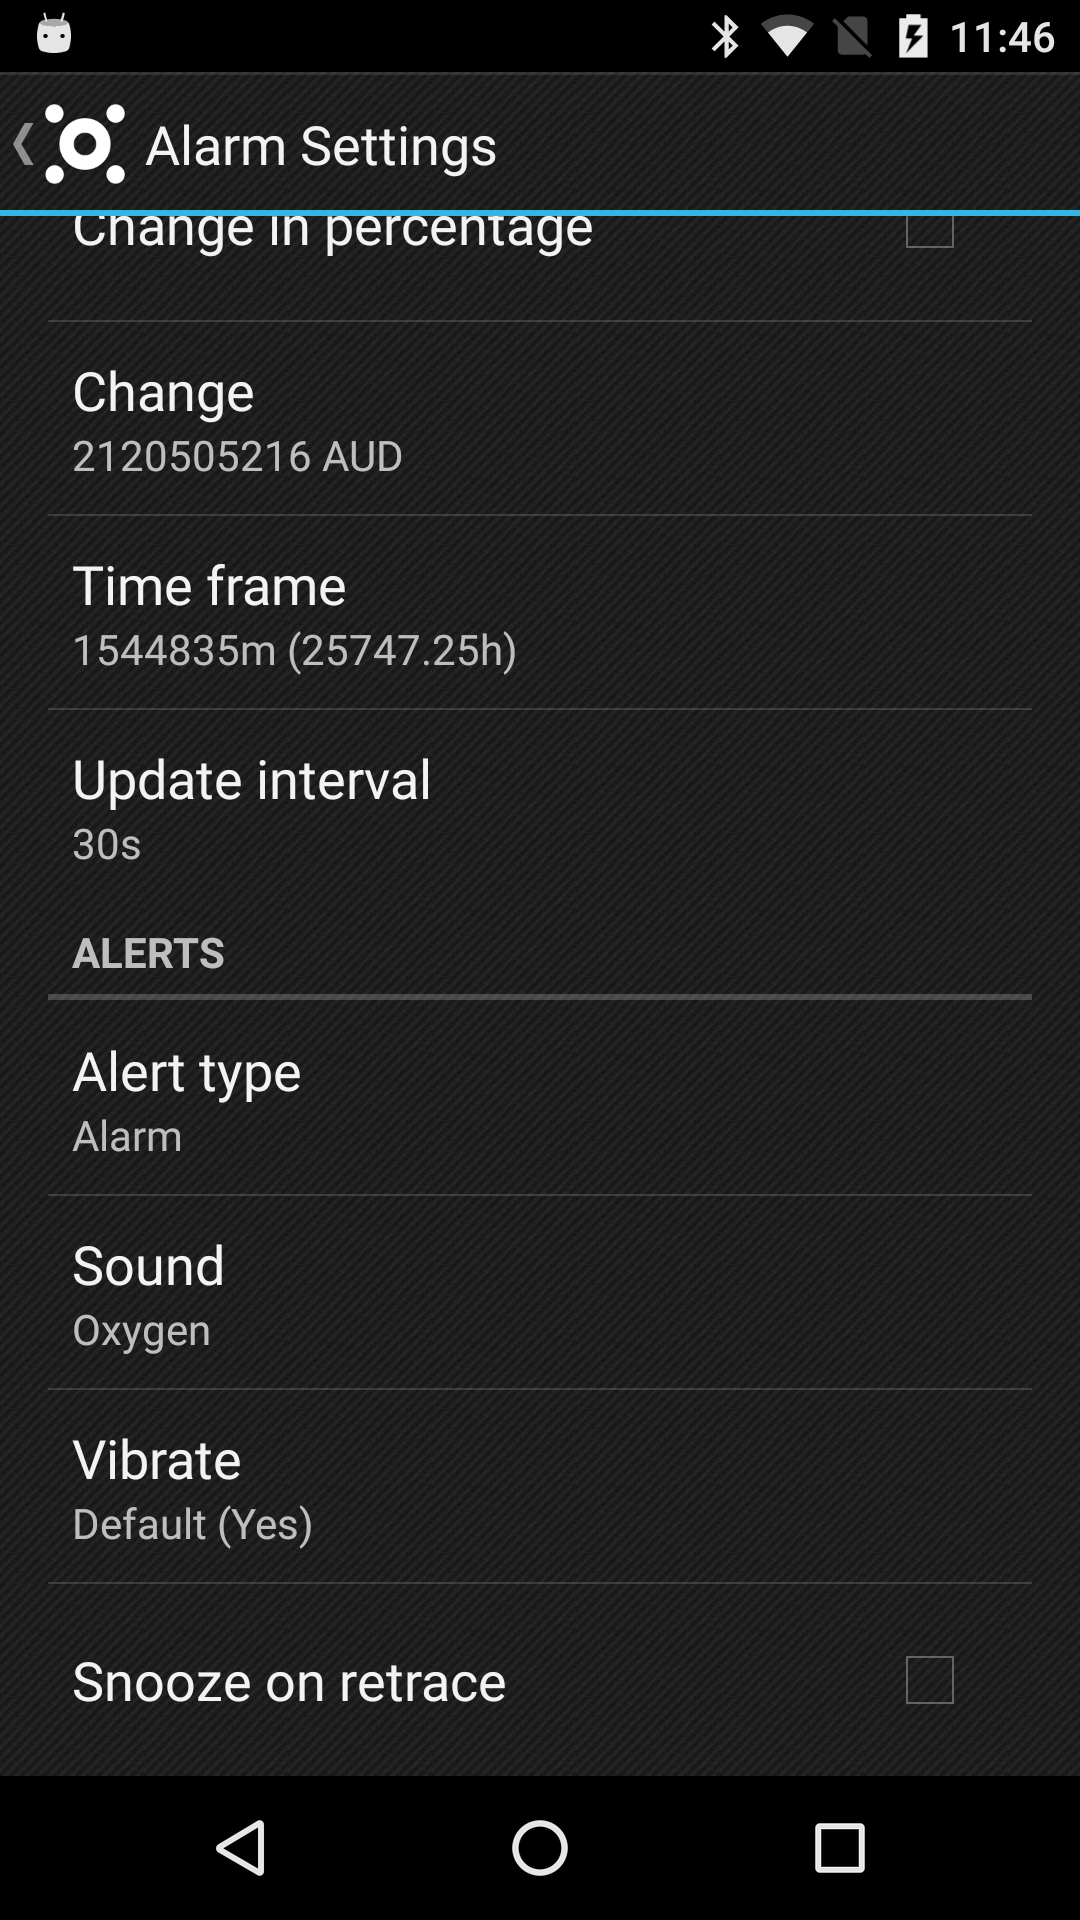 11:46
Alarm Settings
Change in percentage
Change
2120505216 AUD
Time frame
1544835m (25747.25h)
Update interval
30s
ALERTS
Alert type
Alarm
Sound
Oxygen
Vibrate
Default (Yes)
Snooze on retrace